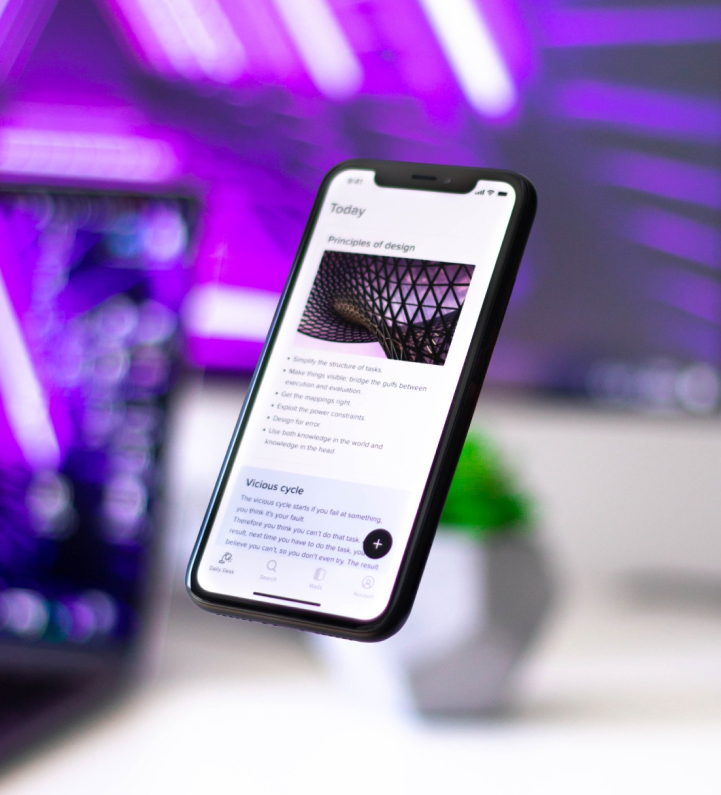 9:41
Today
Principles of design
• Simplify the structure of tasks.
• Make things visible: bridge the gulfs between
execution and evaluation.
• Get the mappings right.
• Exploit the power constraints.
• Design for error.
• Use both knowledge in the world and
knowledge in the head.
Vicious cycle
The vicious cycle starts if you fail at something,
you think it's your fault.
Therefore you think you can't do that task.
result, next time you have to do the task, you
believe you can't, so you don't even try. The result
+
Daily Desk
Search
Account